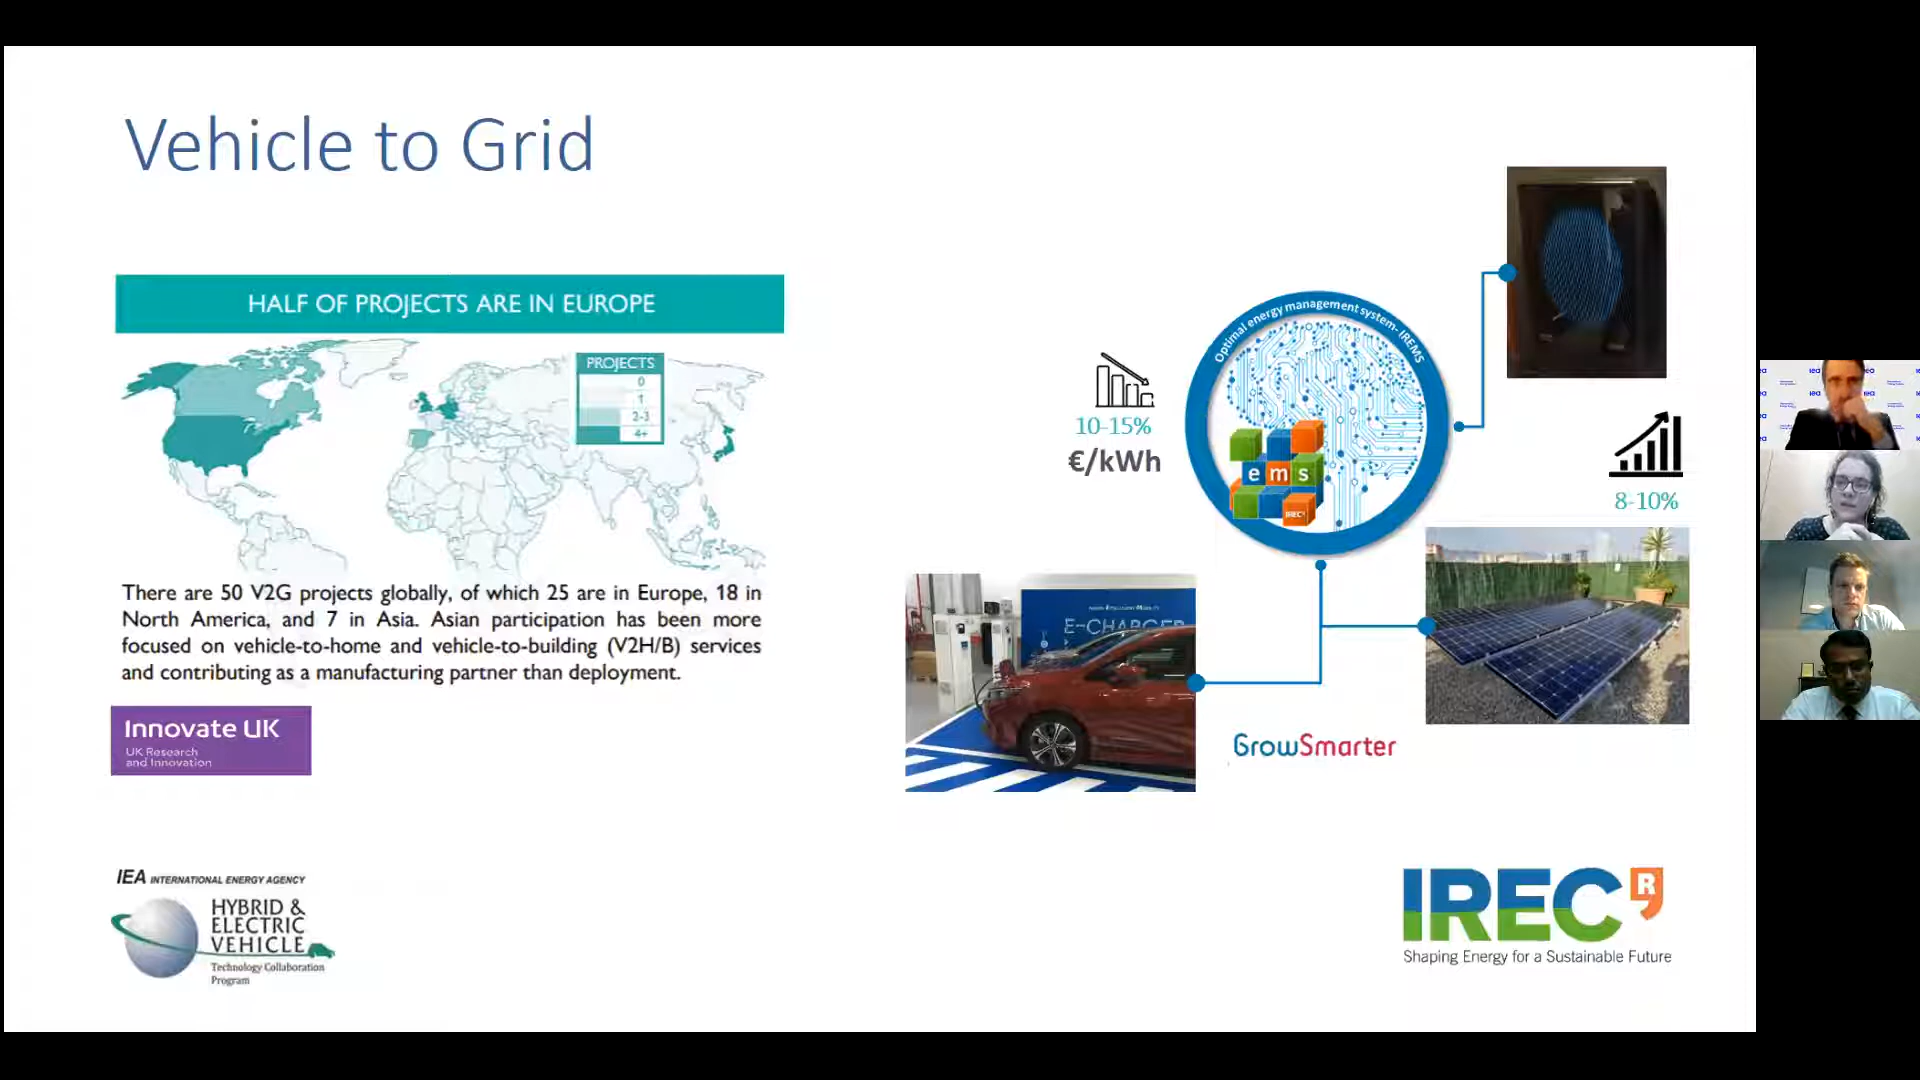 Vehicle to Grid
HALF OF PROJECTS ARE IN EUROPE
PROJECTS
0
1
2-3
4+
There are 50 V2G projects globally, of which 25 are in Europe, 18 in
North America, and 7 in Asia. Asian participation has been more
focused on vehicle-to-home and vehicle-to-building (V2H/B) services
and contributing as a manufacturing partner than deployment.
Innovate UK
UK Research
and Innovation
IEA INTERNATIONAL ENERGY AGENCY
HYBRID &
ELECTRIC
VEHICLE
Technology Collaboration
Program
10-15%
€/kWh
Optimal energy management system- IREMS
e m s
IREC
8-10%
E-CHARGER
GrowSmarter
IREC R
Shaping Energy for a Sustainable Future
iea